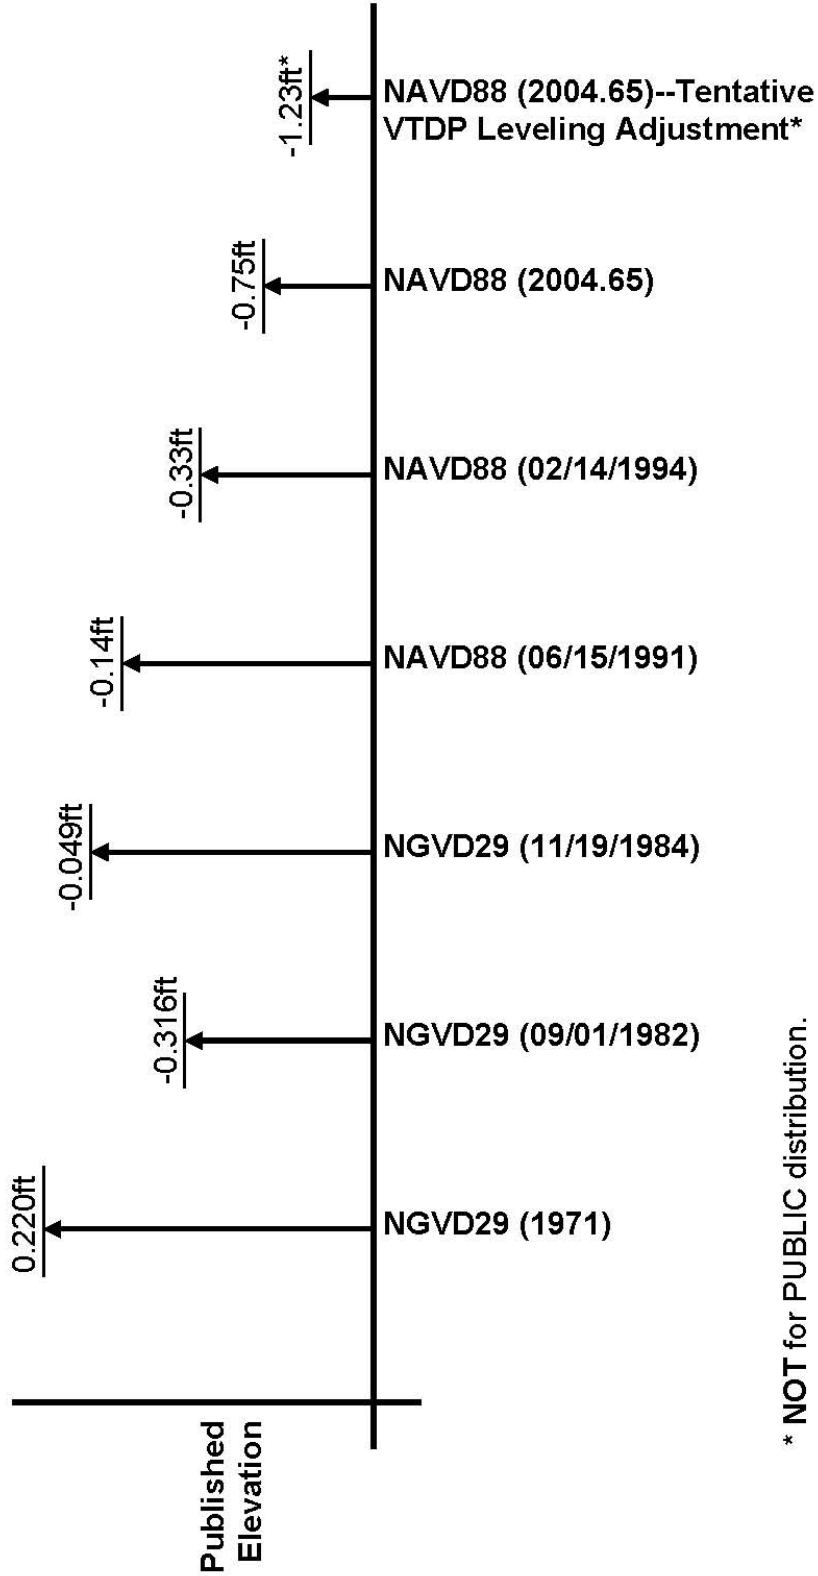 Published
Elevation
0.220ft
NGVD29 (1971)
-0.316ft
NGVD29 (09/01/1982)
-0.049ft
NGVD29 (11/19/1984)
-0.14ft
NAVD88 (06/15/1991)
-0.33ft
NAVD88 (02/14/1994)
-0.75ft
NAVD88 (2004.65)
-1.23ft*
NAVD88 (2004.65)--Tentative
VTDP Leveling Adjustment*
* NOT for PUBLIC distribution.